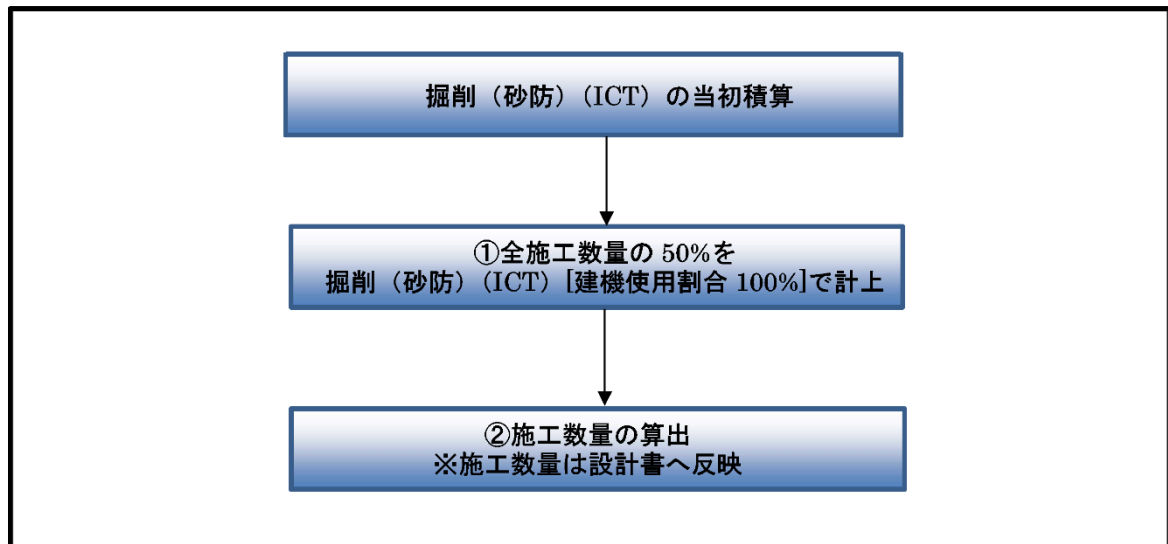 掘削（砂防）(ICT) の当初積算
①全施工数量の 50%を
掘削（砂防）(ICT) [建機使用割合 100%]で計上
②施工数量の算出
※施工数量は設計書へ反映